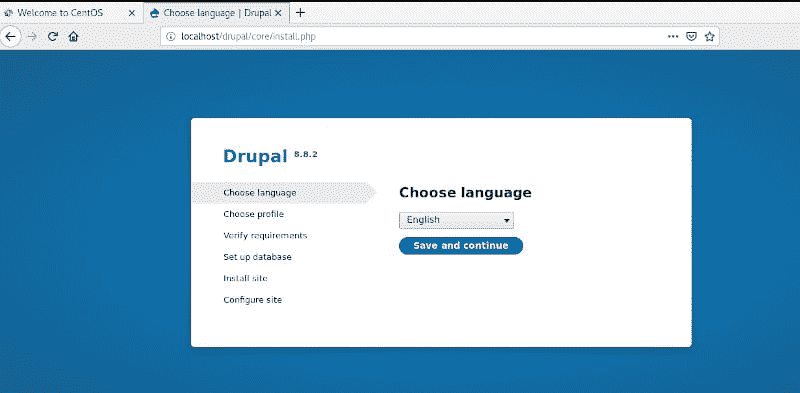 Welcome to CentOS
Choose language | Drupal
localhost/drupal/core/install.php
Drupal 8.8.2
Choose language
Choose profile
Verify requirements
Set up database
Install site
Configure site
Choose language
English
Save and continue